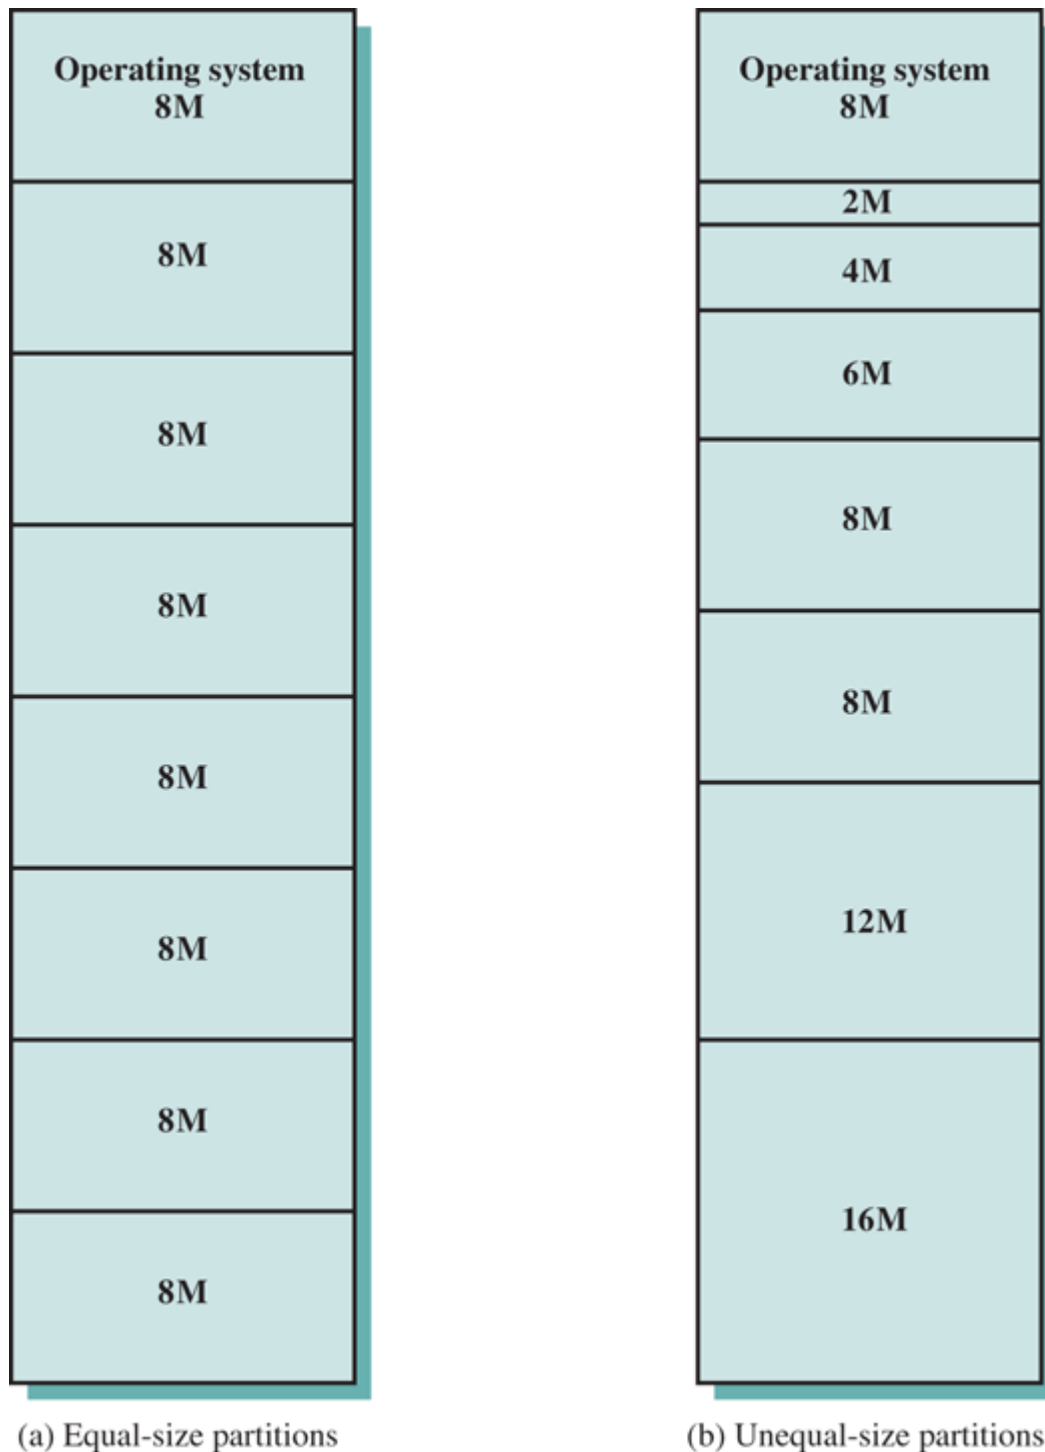 Operating system
8M
8M
8M
8M
8M
8M
8M
8M
(a) Equal-size partitions
Operating system
8M
2M
4M
6M
8M
8M
12M
16M
(b) Unequal-size partitions